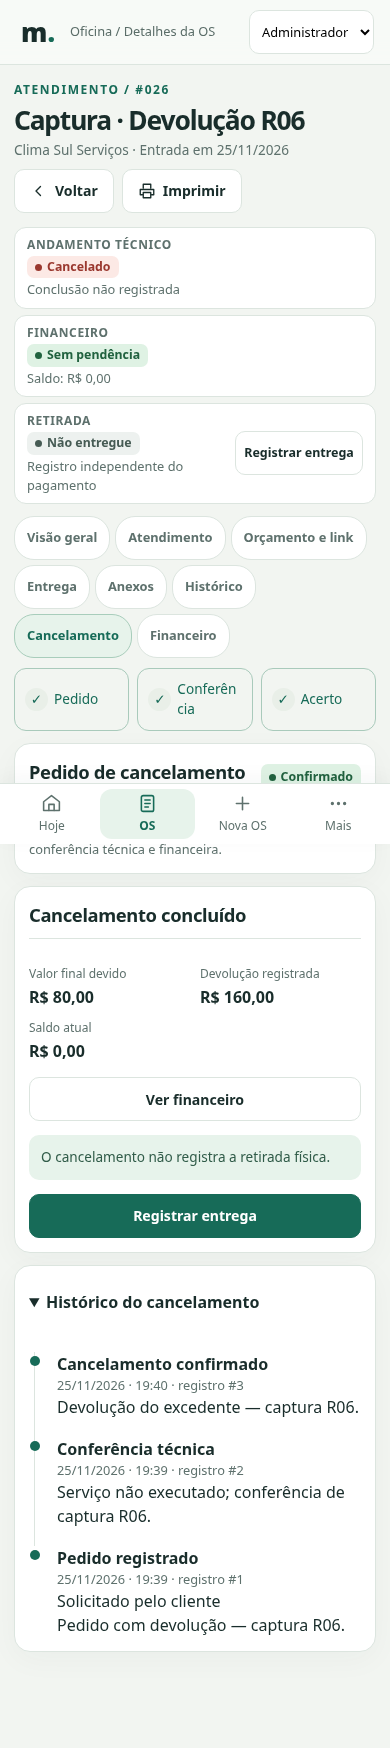 m.
Oficina / Detalhes da OS
Administrador
ATENDIMENTO / #026
Captura · Devolução R06
Clima Sul Serviços · Entrada em 25/11/2026
Voltar
Imprimir
ANDAMENTO TÉCNICO
Cancelado
Conclusão não registrada
FINANCEIRO
Sem pendência
Saldo: R$ 0,00
RETIRADA
Não entregue
Registro independente do
pagamento
Registrar entrega
Visão geral
Atendimento
Orçamento e link
Entrega
Anexos
Histórico
Cancelamento
Financeiro
✓ Pedido
✓ Conferên
cia
✓ Acerto
Pedido de cancelamento
Confirmado
Hoje
OS
Nova OS
Mais
conferência técnica e financeira.
Cancelamento concluído
Valor final devido
R$ 80,00
Devolução registrada
R$ 160,00
Saldo atual
R$ 0,00
Ver financeiro
O cancelamento não registra a retirada física.
Registrar entrega
▼ Histórico do cancelamento
Cancelamento confirmado
25/11/2026 · 19:40 · registro #3
Devolução do excedente — captura R06.
Conferência técnica
25/11/2026 · 19:39 · registro #2
Serviço não executado; conferência de
captura R06.
Pedido registrado
25/11/2026 · 19:39 · registro #1
Solicitado pelo cliente
Pedido com devolução — captura R06.